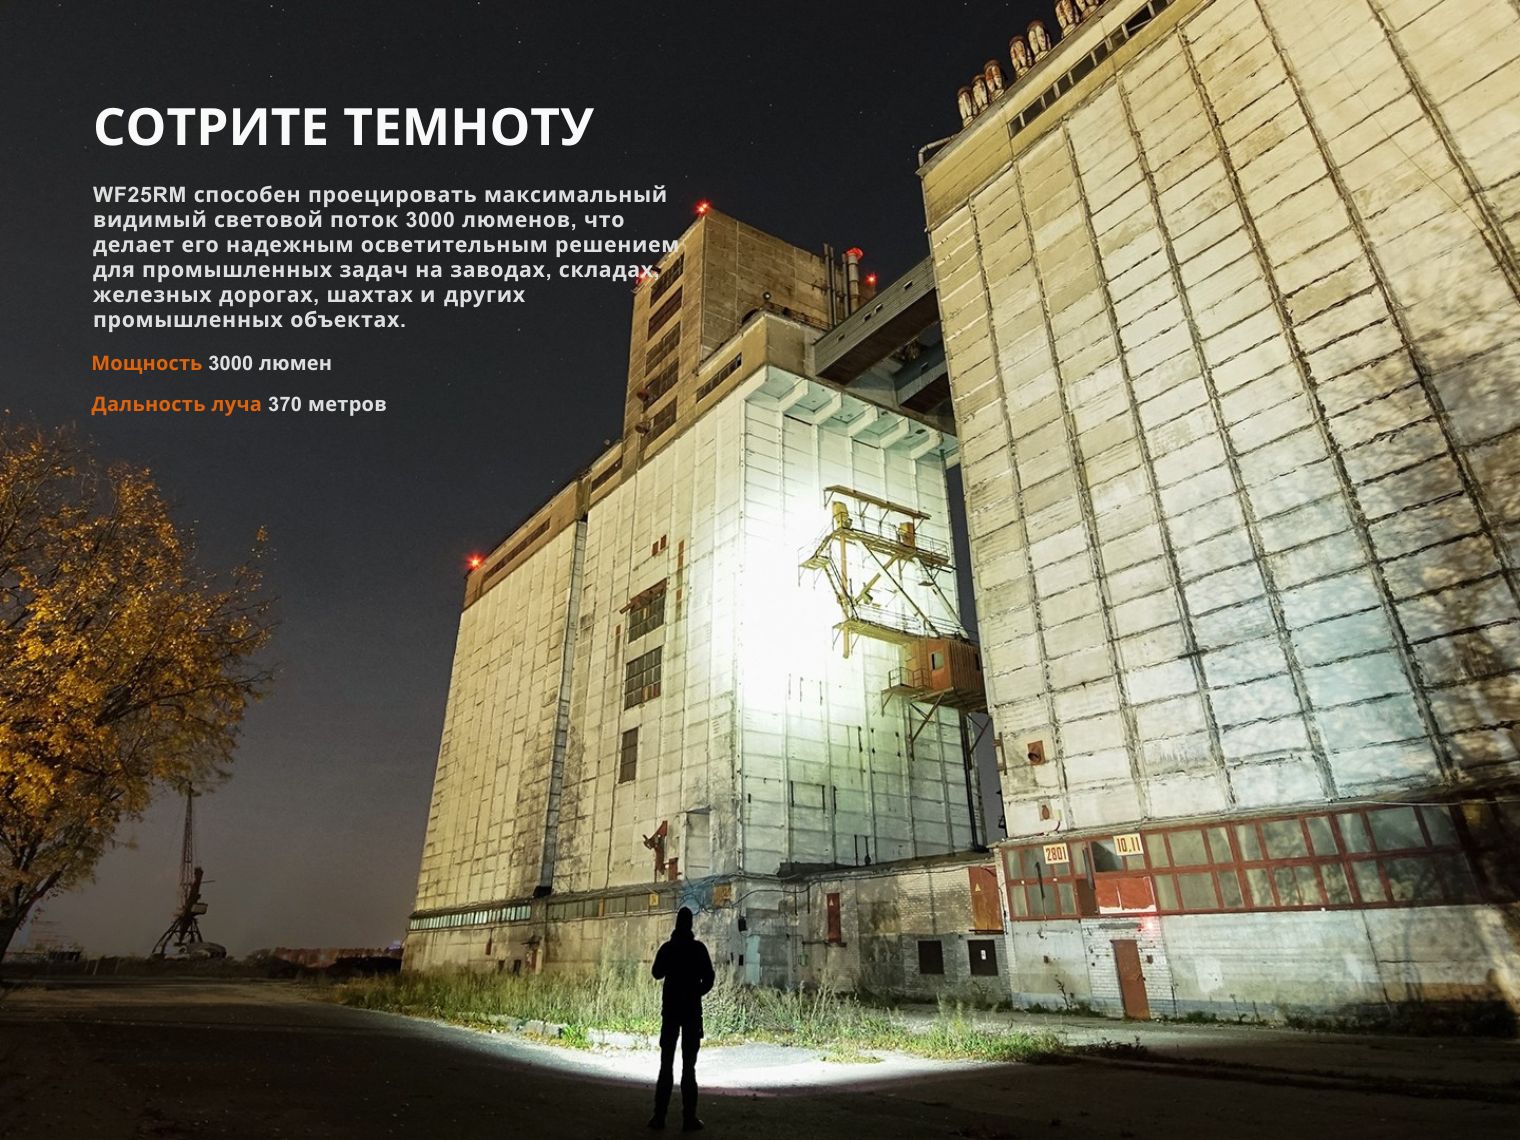 СОТРИТЕ ТЕМНОТУ
WF25RM способен проецировать максимальный
видимый световой поток 3000 люменов, что
делает его надежным осветительным решением
для промышленных задач на заводах, складах,
железных дорогах, шахтах и других
промышленных объектах.
Мощность 3000 люмен
Дальность луча 370 метров
2801
10,11